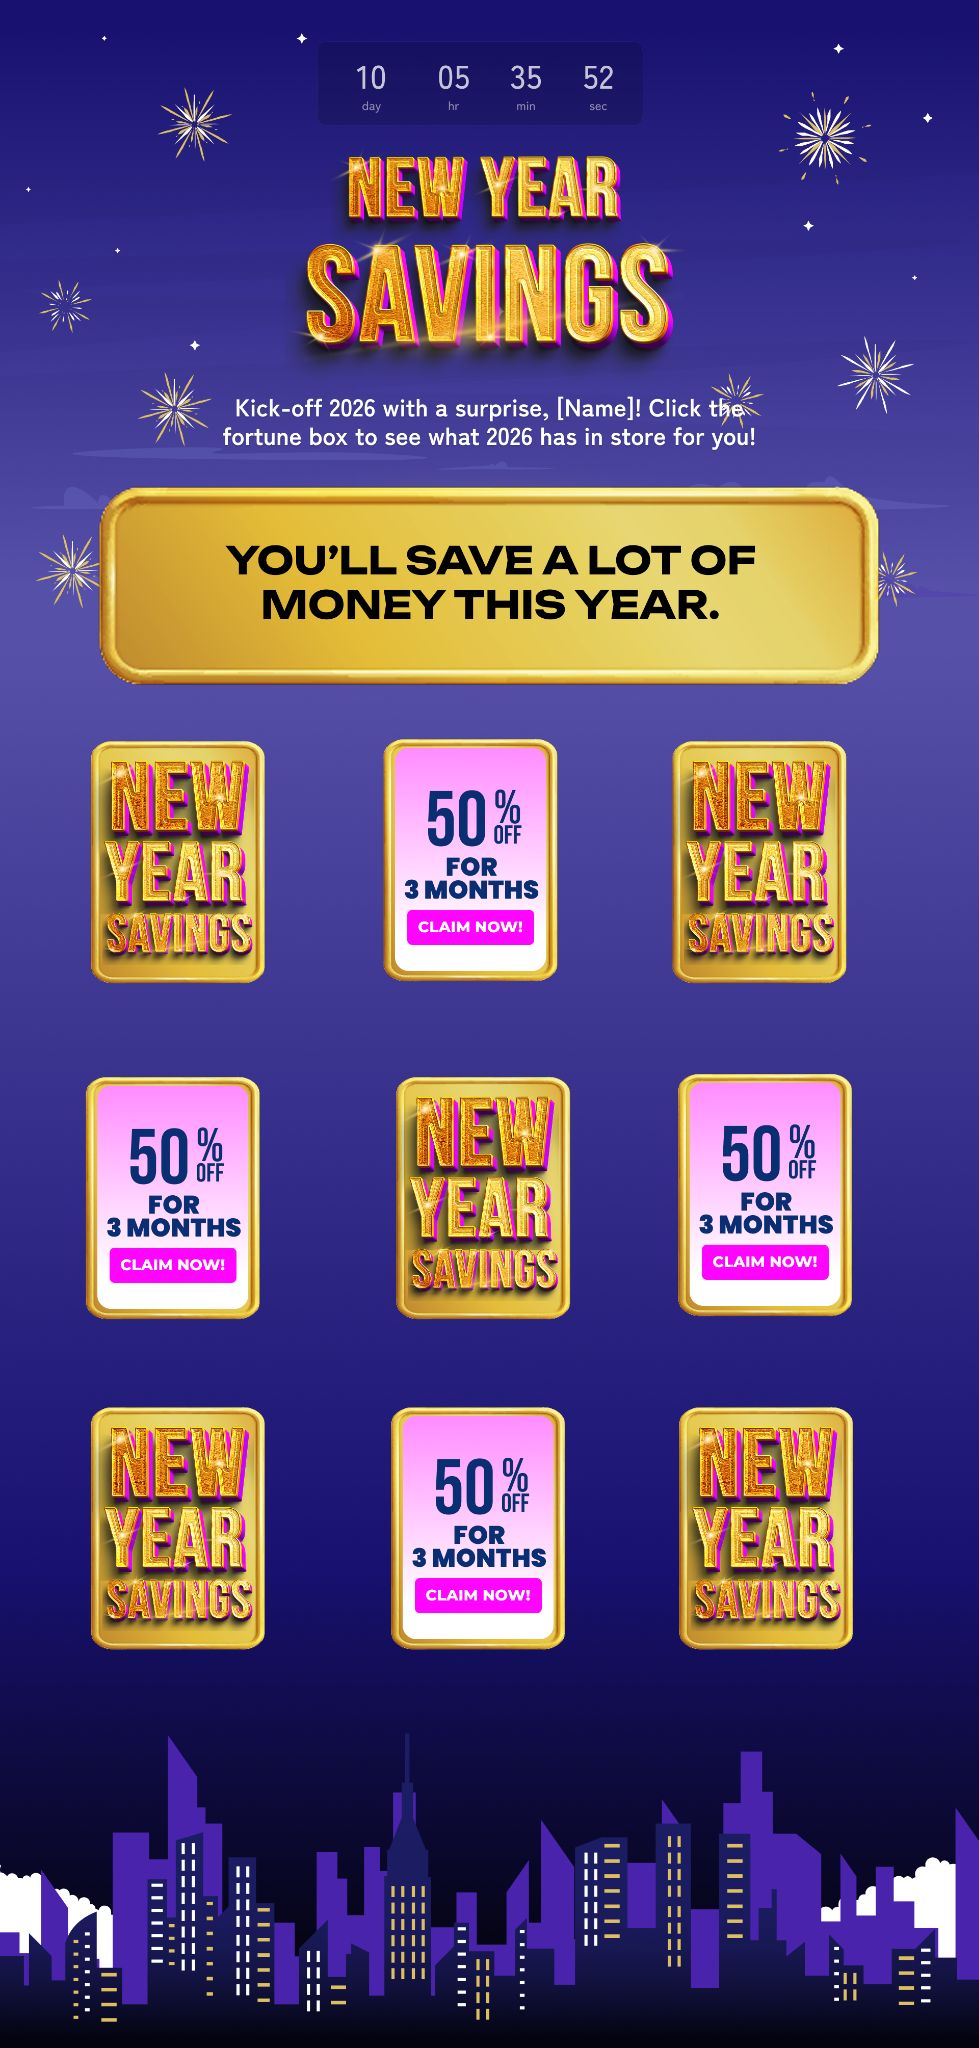 10 05 35 52
day hr min sec
NEW YEAR
SAVINGS
Kick-off 2026 with a surprise, [Name]! Click the
fortune box to see what 2026 has in store for you!
YOU'LL SAVE A LOT OF
MONEY THIS YEAR.
NEW
YEAR
SAVINGS
50% OFF
FOR
3 MONTHS
CLAIM NOW!
NEW
YEAR
SAVINGS
50% OFF
FOR
3 MONTHS
CLAIM NOW!
NEW
YEAR
SAVINGS
50% OFF
FOR
3 MONTHS
CLAIM NOW!
NEW
YEAR
SAVINGS
50% OFF
FOR
3 MONTHS
CLAIM NOW!
NEW
YEAR
SAVINGS